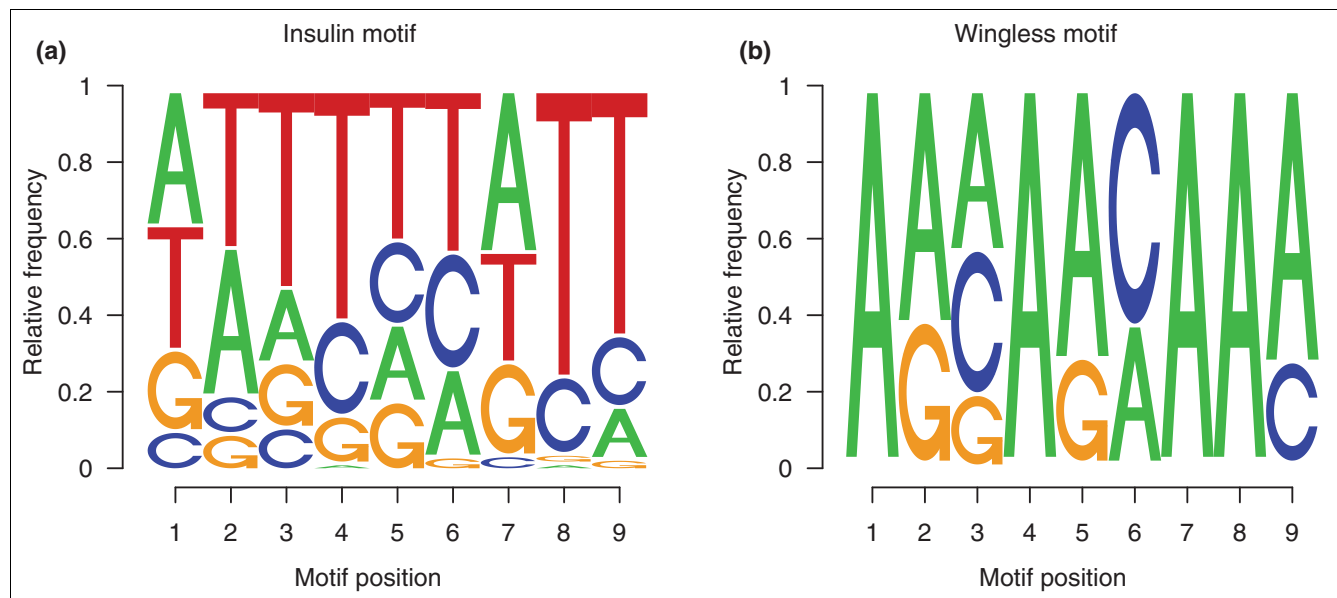 (a)
Insulin motif
Relative frequency
1
0.8
0.6
0.4
0.2
0
A T T T T T A T T
T A A C C C T C C
G C G G A A G G A
C G C A G G C A G
1 2 3 4 5 6 7 8 9
Motif position
(b)
Wingless motif
Relative frequency
1
0.8
0.6
0.4
0.2
0
A A A A A C A A A
G C G A C
G
1 2 3 4 5 6 7 8 9
Motif position